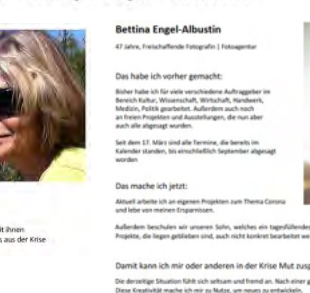 Bettina Engel-Albustin
47 Jahre, Freischaffende Fotografin | Fotoagentur
Das habe ich vorher gemacht:
Bisher habe ich für viele verschiedene Auftraggeber im
Bereich Kultur, Wissenschaft, Wirtschaft, Handwerk,
Medizin, Politik gearbeitet. Außerdem auch noch
an freien Projekten und Ausstellungen, die nun aber
auch alle abgesagt wurden.
Seit dem 17. März sind alle Termine, die bereits im
Kalender standen, bis einschließlich September abgesagt
worden
Das mache ich jetzt:
Aktuell arbeite ich an eigenen Projekten zum Thema Corona
und lebe von meinen Ersparnissen.
Außerdem beschulen wir unseren Sohn, welches ein tagesfüllendes
Projekte, die liegen geblieben sind, auch nicht konkret bearbeitet we
Damit kann ich mir oder anderen in der Krise Mut zusp
Die derzeitige Situation fühlt sich seltsam und fremd an. Nach einer g
Diese Kreativität mache ich mir zu Nutze, um neues zu entwickeln.
it ihnen
s aus der Krise